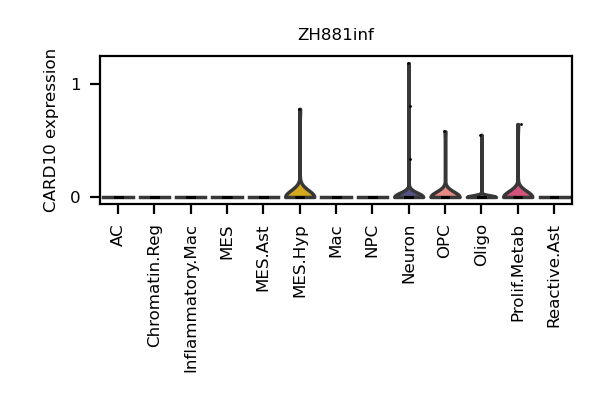 ZH881inf
CARD10 expression
1
0
AC
Chromatin.Reg
Inflammatory.Mac
MES
MES.Ast
MES.Hyp
Mac
NPC
Neuron
OPC
Oligo
Prolif.Metab
Reactive.Ast